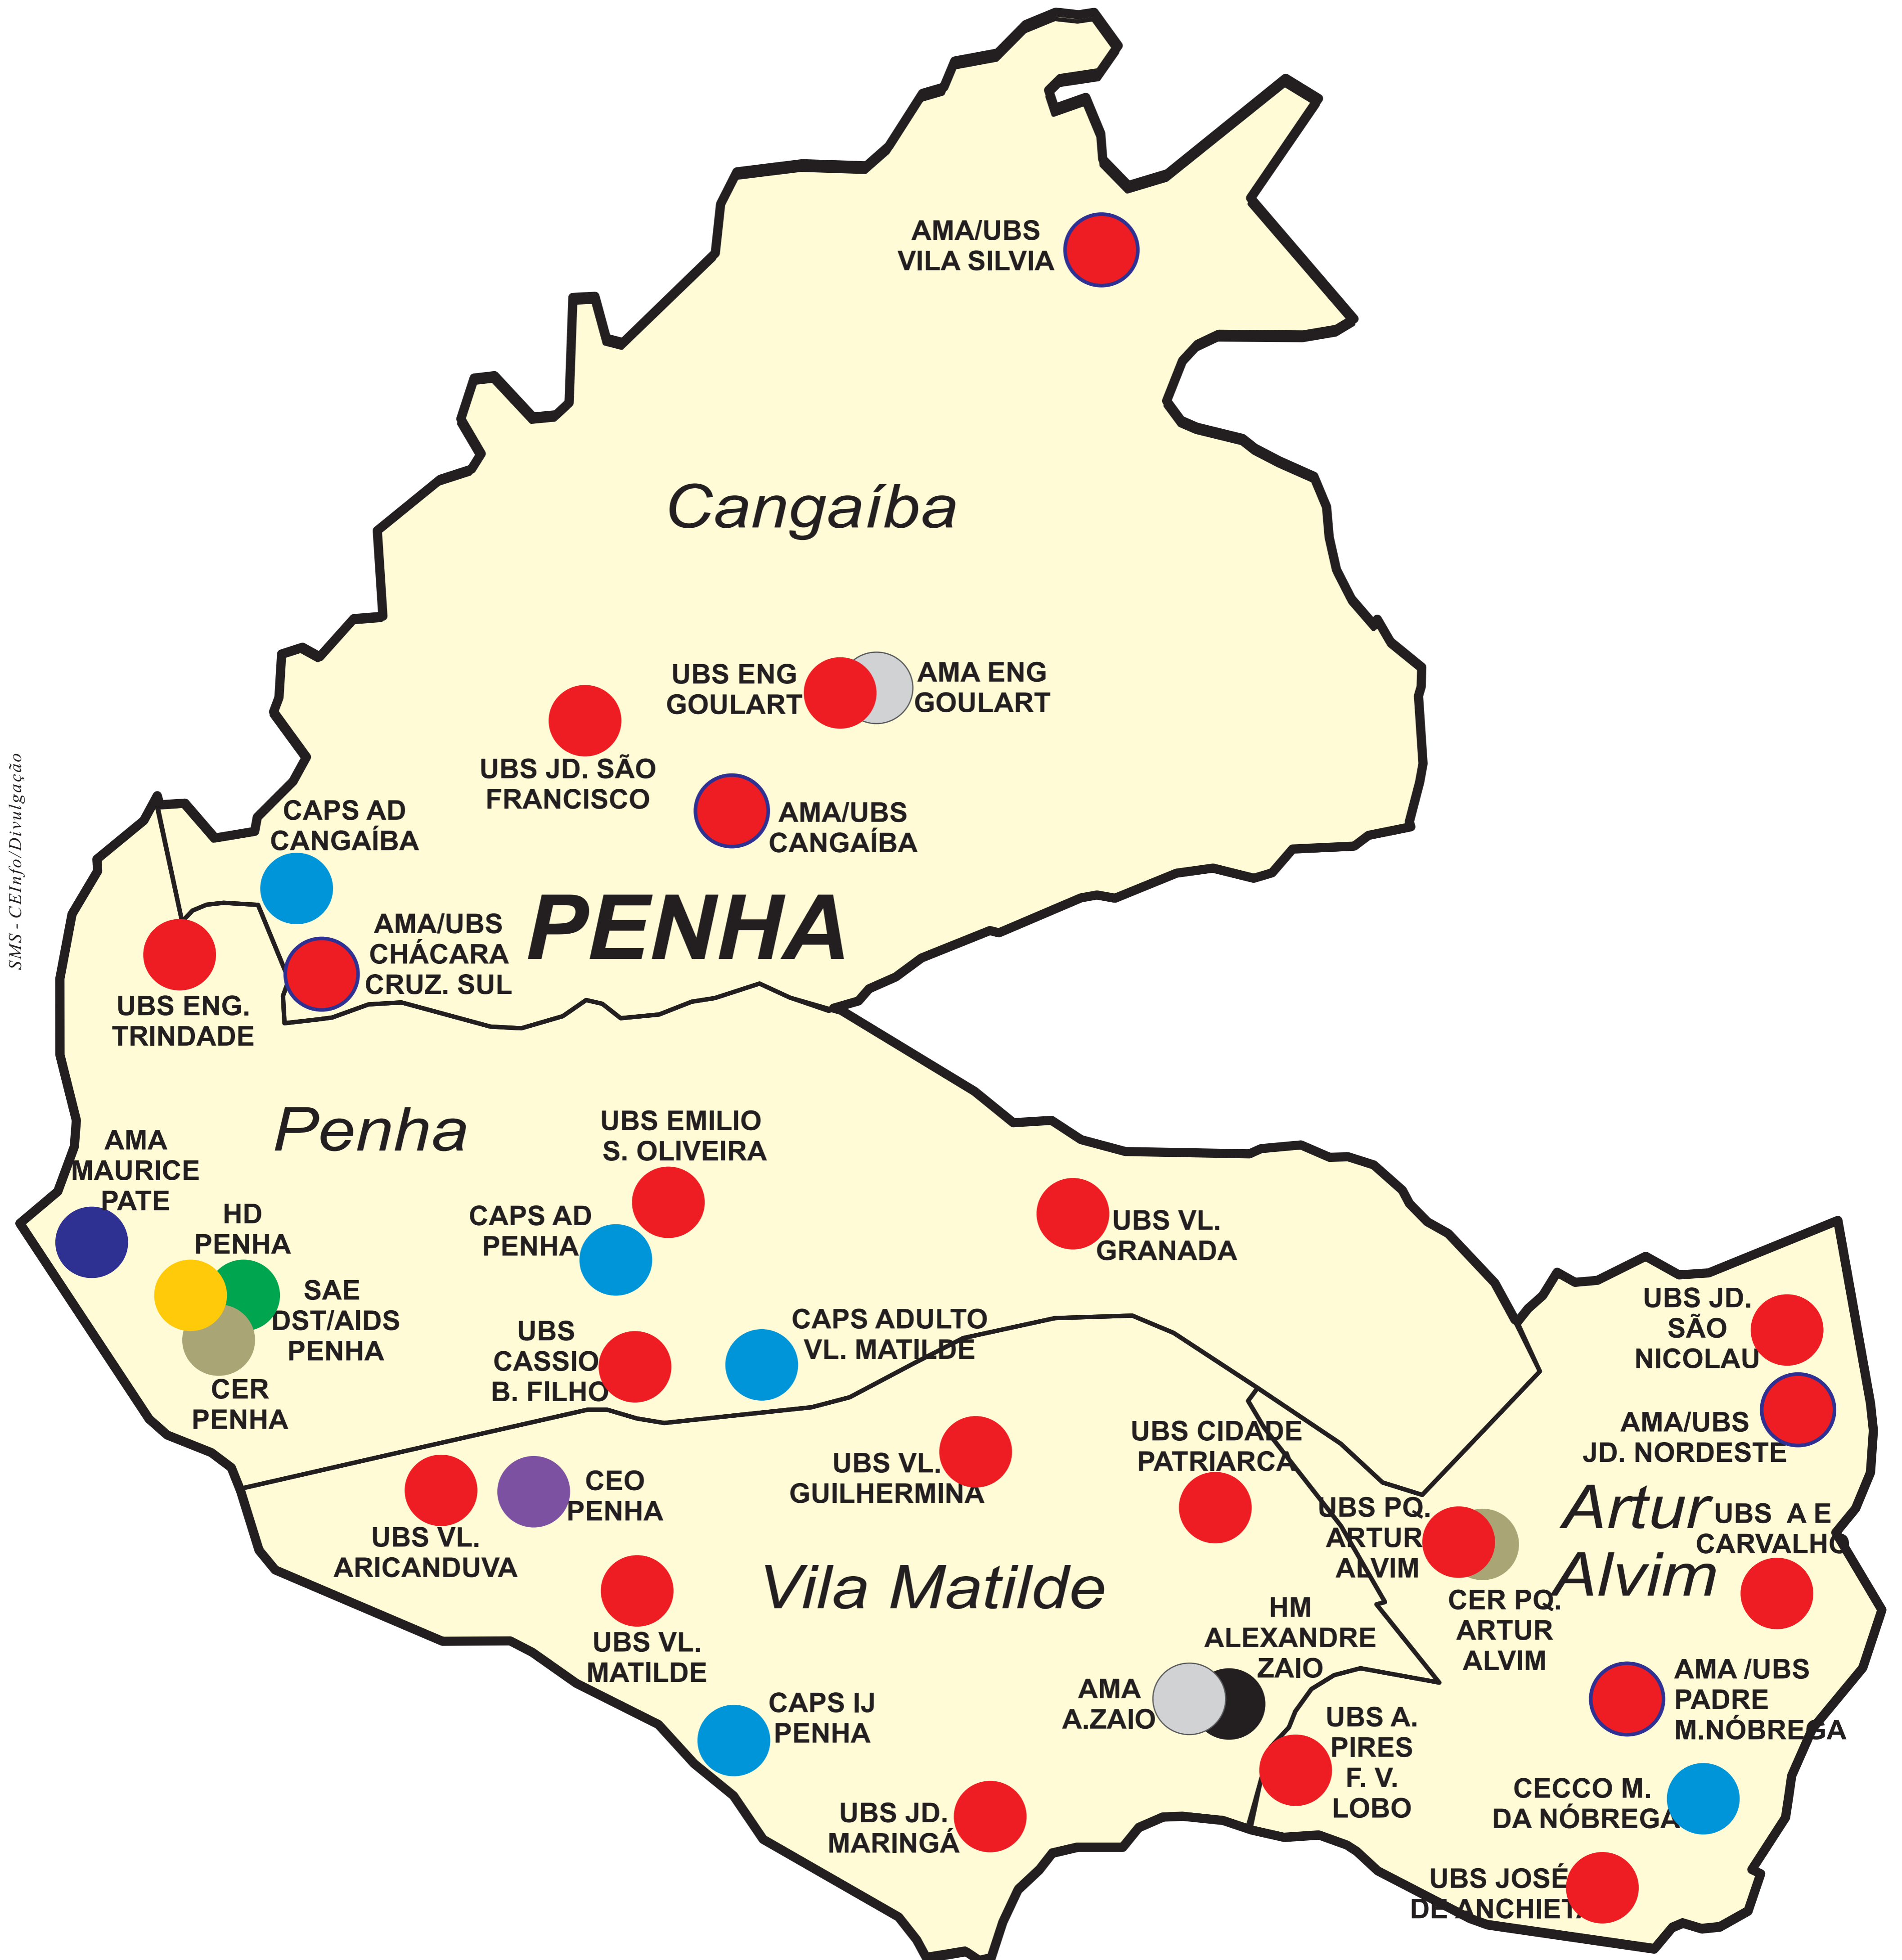 AMA/UBS
VILA SILVIA
Cangaíba
UBS ENG
GOULART
AMA ENG
GOULART
UBS JD. SÃO
FRANCISCO
AMA/UBS
CANGAÍBA
SMS - CEInfo/Divulgação
CAPS AD
CANGAÍBA
PENHA
AMA/UBS
CHÁCARA
CRUZ. SUL
UBS ENG.
TRINDADE
Penha
UBS EMILIO
S. OLIVEIRA
AMA
MAURICE
PATE
HD
PENHA
CAPS AD
PENHA
UBS VL.
GRANADA
SAE
DST/AIDS
PENHA
CER
PENHA
UBS
CASSIO
B. FILHO
CAPS ADULTO
VL. MATILDE
UBS JD.
SÃO
NICOLAU
AMA/UBS
JD. NORDESTE
UBS CIDADE
PATRIARCA
UBS VL.
GUILHERMINA
CEO
PENHA
UBS VL.
ARICANDUVA
UBS PQ.
ARTUR
ALVIM
Artur
Alvim
UBS A E
CARVALHO
Vila Matilde
CER PQ.
ARTUR
ALVIM
UBS VL.
MATILDE
HM
ALEXANDRE
ZAIO
AMA
A.ZAIO
AMA /UBS
PADRE
M.NÓBREGA
CAPS IJ
PENHA
UBS A.
PIRES
F. V.
LOBO
CECCO M.
DA NÓBREGA
UBS JD.
MARINGÁ
UBS JOSÉ
DE ANCHIETA